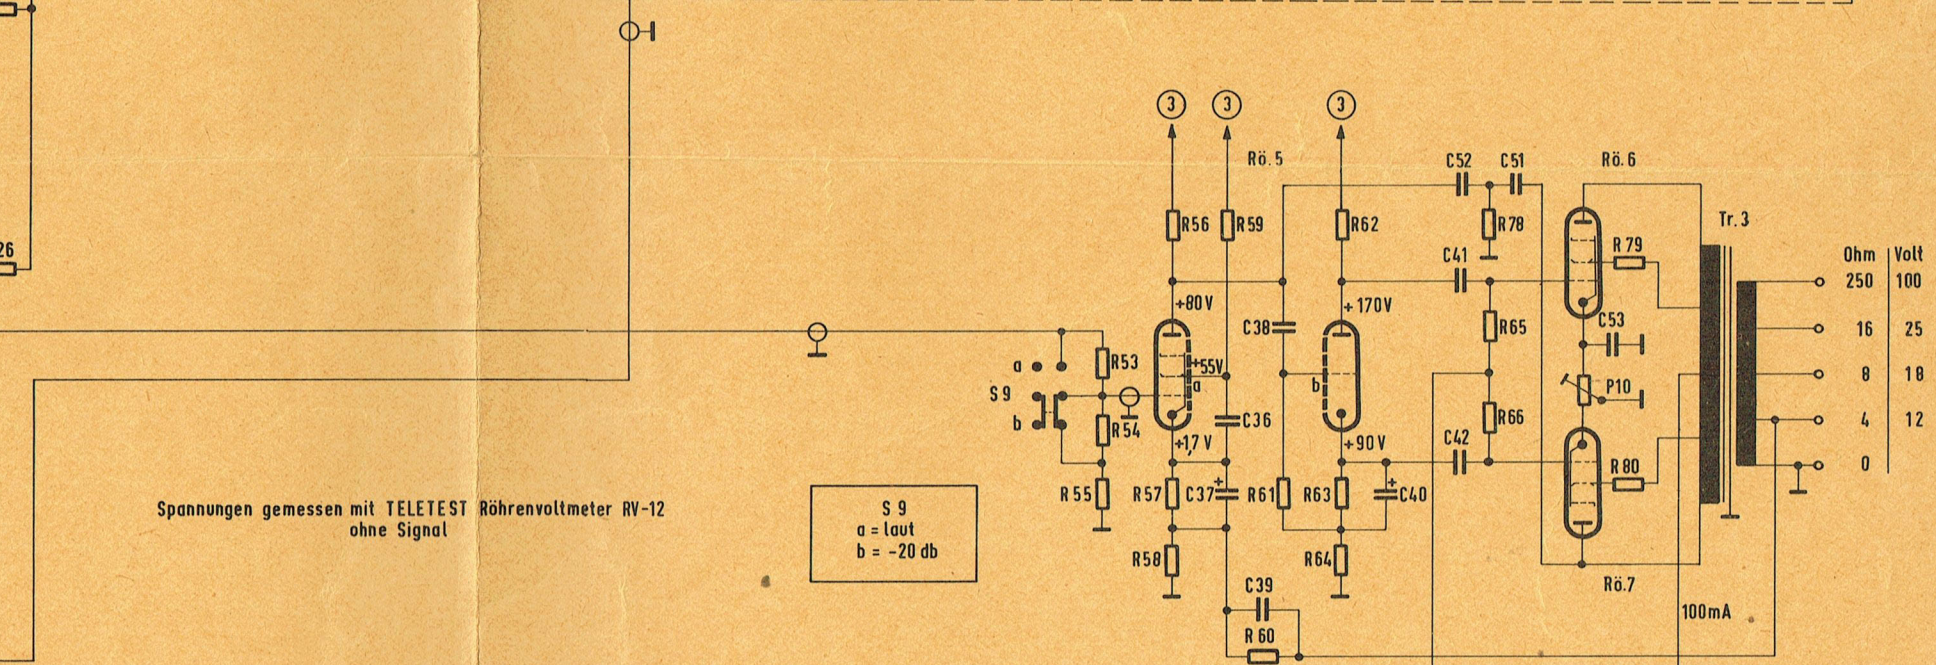 3 3 3
Rö.5
C52 C51
Rö.6
R56 R59 R62 R78
Tr.3
26
C41
R 79
Ohm Volt
250 100
+80V
+170V
C38
R65
C53
16 25
a
R53
+55V
a
8 18
S 9
b
P10
b
R54
C36
R66
4 12
+1,7 V
+90V
C42
0
R 80
R55 R57 C37 + R61 R63 + C40
Spannungen gemessen mit TELETEST Röhrenvoltmeter RV-12
ohne Signal
S 9
a = laut
b = -20 db
R58
R64
C39
Rö.7
100mA
R 60